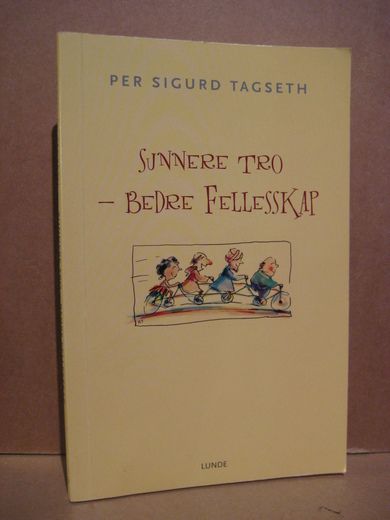 PER SIGURD TAGSETH
SUNNERE TRO
– BEDRE FELLESSKAP
LUNDE